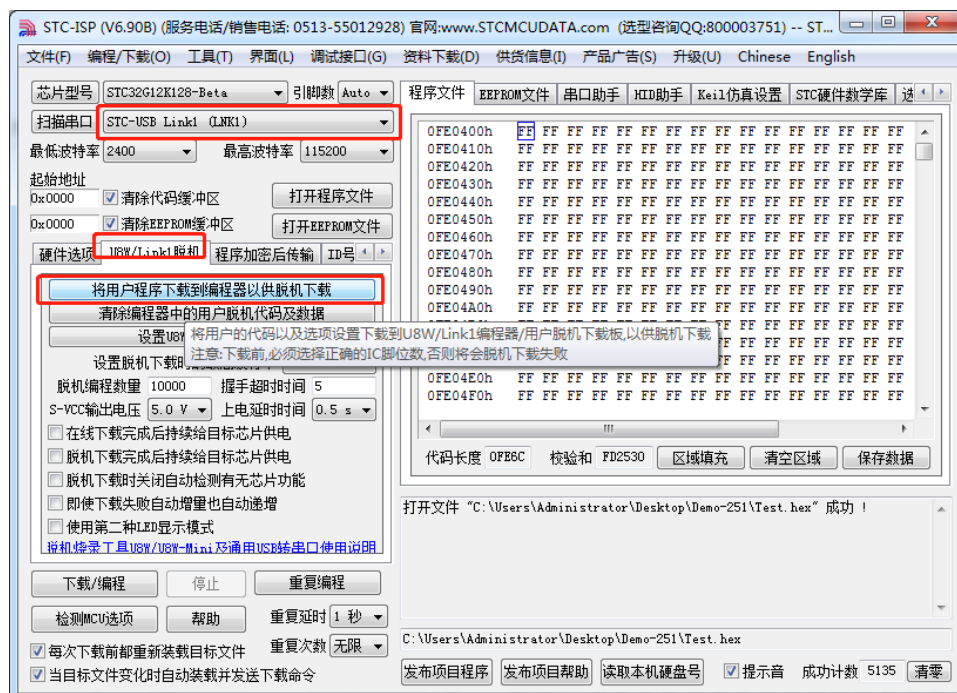 STC-ISP (V6.90B) (服务电话/销售电话: 0513-55012928) 官网:www.STCMCUDATA.com (选型咨询QQ:800003751) -- ST...
文件(F) 编程/下载(O) 工具(T) 界面(L) 调试接口(G) 资料下载(D) 供货信息(I) 产品广告(S) 升级(U) Chinese English
芯片型号 STC32G12K128-Beta 引脚数 Auto
扫描串口 STC-USB Link1 (LNK1)
最低波特率 2400 最高波特率 115200
起始地址
0x0000 清除代码缓冲区 打开程序文件
0x0000 清除EEPROM缓冲区 打开EEPROM文件
硬件选项 U8W/Link1脱机 程序加密后传输 ID号
将用户程序下载到编程器以供脱机下载
清除编程器中的用户脱机代码及数据
设置U8W
设置脱机下载时
脱机编程数量 10000 握手超时时间 5
S-VCC输出电压 5.0 V 上电延时时间 0.5 s
在线下载完成后持续给目标芯片供电
脱机下载完成后持续给目标芯片供电
脱机下载时关闭自动检测有无芯片功能
即使下载失败自动增量也自动递增
使用第二种LED显示模式
脱机烧录工具U8W/U8W-Mini及通用USB转串口使用说明
下载/编程 停止 重复编程
检测MCU选项 帮助 重复延时 1 秒
每次下载前都重新装载目标文件 重复次数 无限
当目标文件变化时自动装载并发送下载命令
程序文件 EEPROM文件 串口助手 HID助手 Keil仿真设置 STC硬件数学库
0FE0400h FF FF FF FF FF FF FF FF FF FF FF FF FF FF FF FF
0FE0410h FF FF FF FF FF FF FF FF FF FF FF FF FF FF FF FF
0FE0420h FF FF FF FF FF FF FF FF FF FF FF FF FF FF FF FF
0FE0430h FF FF FF FF FF FF FF FF FF FF FF FF FF FF FF FF
0FE0440h FF FF FF FF FF FF FF FF FF FF FF FF FF FF FF FF
0FE0450h FF FF FF FF FF FF FF FF FF FF FF FF FF FF FF FF
0FE0460h FF FF FF FF FF FF FF FF FF FF FF FF FF FF FF FF
0FE0470h FF FF FF FF FF FF FF FF FF FF FF FF FF FF FF FF
0FE0480h FF FF FF FF FF FF FF FF FF FF FF FF FF FF FF FF
0FE0490h FF FF FF FF FF FF FF FF FF FF FF FF FF FF FF FF
0FE04A0h FF FF FF FF FF FF FF FF FF FF FF FF FF FF FF FF
将用户的代码以及选项设置下载到U8W/Link1编程器/用户脱机下载板,以供脱机下载
注意:下载前,必须选择正确的IC脚位数,否则将会脱机下载失败
0FE04E0h FF FF FF FF FF FF FF FF FF FF FF FF FF FF FF FF
0FE04F0h FF FF FF FF FF FF FF FF FF FF FF FF FF FF FF FF
代码长度 0FE6C 校验和 FD2530 区域填充 清空区域 保存数据
打开文件 "C:\Users\Administrator\Desktop\Demo-251\Test.hex" 成功 !
C:\Users\Administrator\Desktop\Demo-251\Test.hex
发布项目程序 发布项目帮助 读取本机硬盘号 提示音 成功计数 5135 清零